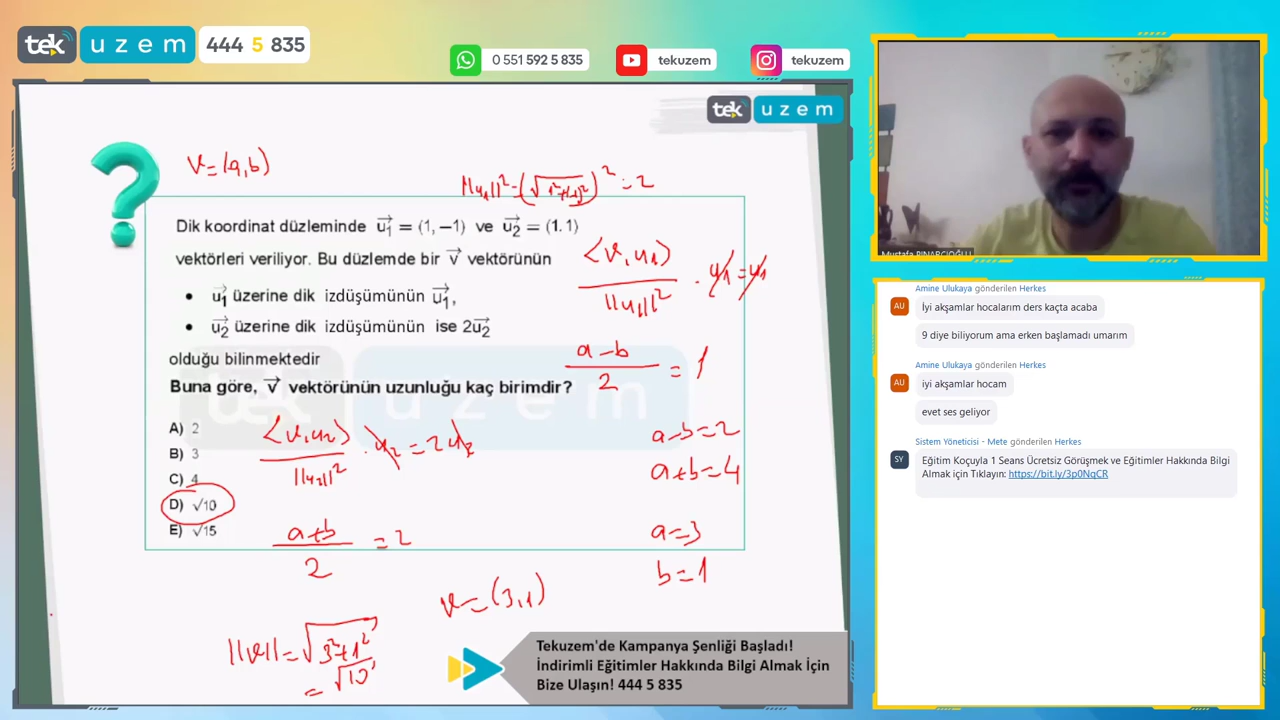 tek uzem 444 5 835
0 551 592 5 835 tekuzem tekuzem
tek uzem
v=(a,b)
||u₁||²=(√1²+(-1)²)²=2
Dik koordinat düzleminde u₁ = (1, −1) ve u₂ = (1. 1)
vektörleri veriliyor. Bu düzlemde bir v vektörünün
• u₁ üzerine dik izdüşümünün u₁,
• u₂ üzerine dik izdüşümünün ise 2u₂
olduğu bilinmektedir
Buna göre, v vektörünün uzunluğu kaç birimdir?
A) 2
B) 3
C) 4
D) √10
E) √15
<v,u₁>
||u₁||² . u₁=u₁
a-b
2 = 1
a-b=2
a+b=4
a=3
b=1
<v,u₂>
||u₂||² . u₂=2u₂
a+b
2 =2
v=(3,1)
||v||=√3²+1²
=√10
tek uzem
Tekuzem'de Kampanya Şenliği Başladı!
İndirimli Eğitimler Hakkında Bilgi Almak İçin
Bize Ulaşın! 444 5 835
Mustafa PINARCIOĞLU
Amine Ulukaya gönderilen Herkes
AU İyi akşamlar hocalarım ders kaçta acaba
9 diye biliyorum ama erken başlamadı umarım
Amine Ulukaya gönderilen Herkes
AU iyi akşamlar hocam
evet ses geliyor
Sistem Yöneticisi - Mete gönderilen Herkes
SY Eğitim Koçuyla 1 Seans Ücretsiz Görüşmek ve Eğitimler Hakkında Bilgi
Almak için Tıklayın: https://bit.ly/3p0NqCR